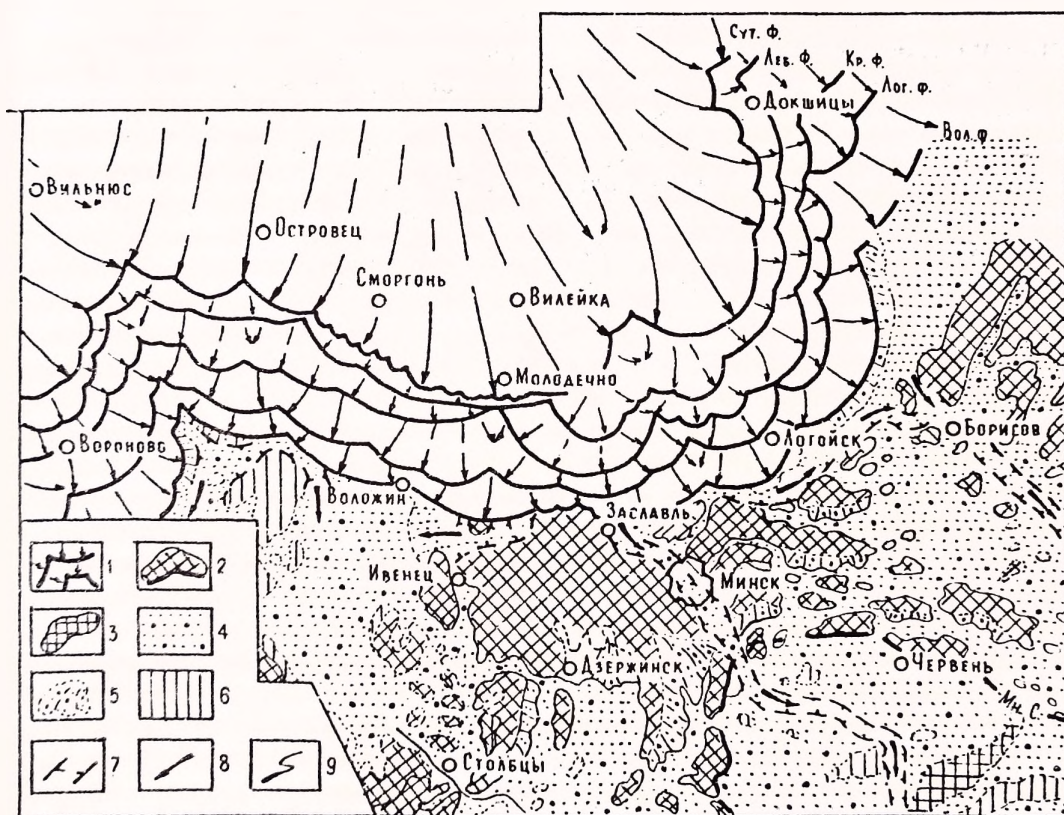 Сут. Ф.
Леб. Ф.
Кр. Ф.
Лог. Ф.
Докшицы
Вол. Ф.
Вильнюс
Островец
Сморгонь
Вилейка
Молодечно
Вороново
Логойск
Борисов
Воложин
Заславль
Ивенец
Минск
Дзержинск
Червень
Мн. С.
Столбцы
1
2
3
4
5
6
7
8
9